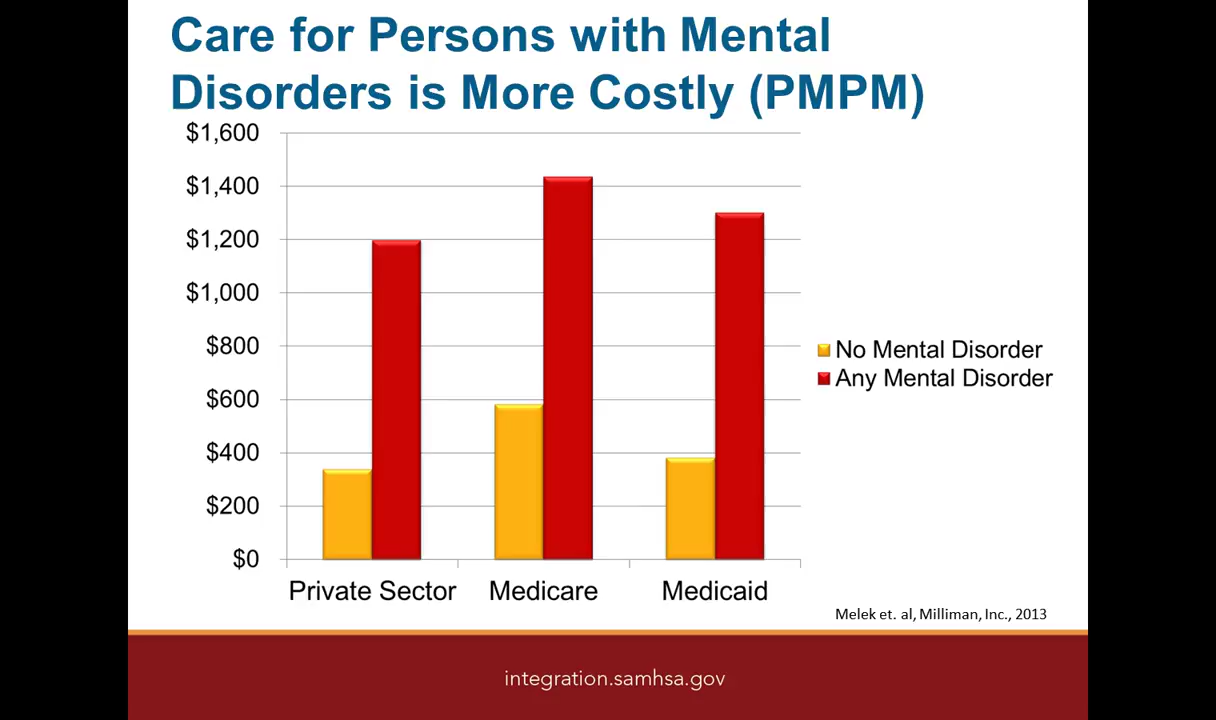 Care for Persons with Mental
Disorders is More Costly (PMPM)
$1,600
$1,400
$1,200
$1,000
$800
$600
$400
$200
$0
No Mental Disorder
Any Mental Disorder
Private Sector Medicare Medicaid
Melek et. al, Milliman, Inc., 2013
integration.samhsa.gov